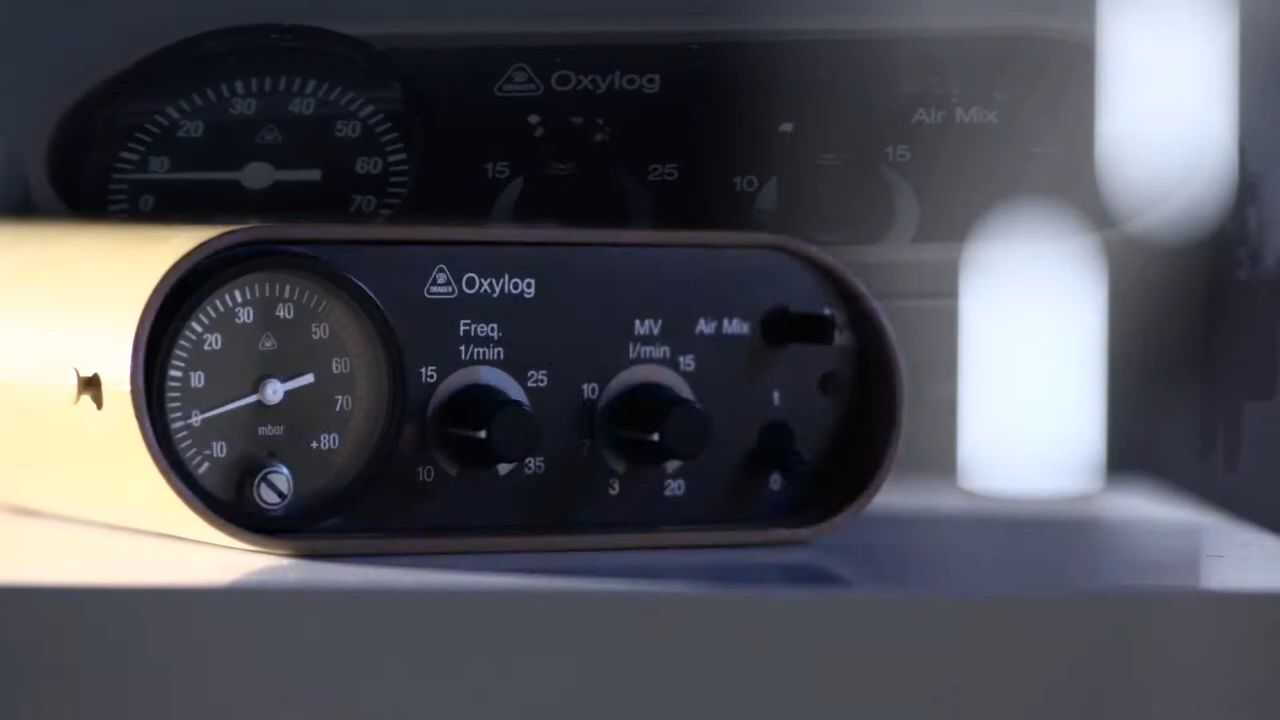 DRÄGER Oxylog
Air Mix
30 40
20 50
10 60
0 70
15 25
10 15
DRÄGER Oxylog
Freq.
1/min
15 25
10 35
MV
l/min
10 15
3 20
Air Mix
1
0
30 40
20 50
10 60
0 70
-10 +80
mbar